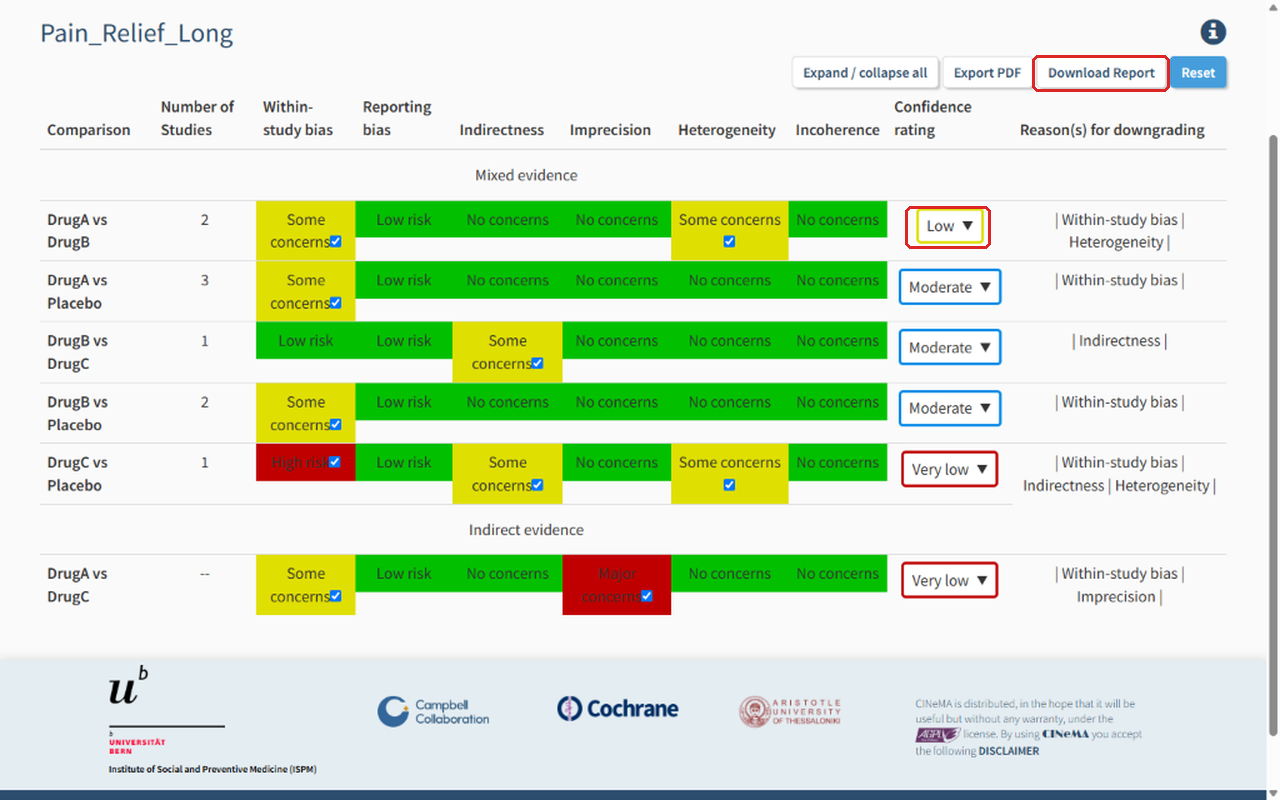 Pain_Relief_Long
Expand / collapse all
Export PDF
Download Report
Reset
Comparison
Number of
Studies
Within-
study bias
Reporting
bias
Indirectness
Imprecision
Heterogeneity
Incoherence
Confidence
rating
Reason(s) for downgrading
Mixed evidence
DrugA vs
DrugB
2
Some
concerns
Low risk
No concerns
No concerns
Some concerns
No concerns
Low ▼
| Within-study bias |
Heterogeneity |
DrugA vs
Placebo
3
Some
concerns
Low risk
No concerns
No concerns
No concerns
No concerns
Moderate ▼
| Within-study bias |
DrugB vs
DrugC
1
Low risk
Low risk
Some
concerns
No concerns
No concerns
No concerns
Moderate ▼
| Indirectness |
DrugB vs
Placebo
2
Some
concerns
Low risk
No concerns
No concerns
No concerns
No concerns
Moderate ▼
| Within-study bias |
DrugC vs
Placebo
1
High risk
Low risk
Some
concerns
No concerns
Some concerns
No concerns
Very low ▼
| Within-study bias |
Indirectness | Heterogeneity |
Indirect evidence
DrugA vs
DrugC
--
Some
concerns
Low risk
No concerns
Major
concerns
No concerns
No concerns
Very low ▼
| Within-study bias |
Imprecision |
u b
b
UNIVERSITÄT
BERN
Institute of Social and Preventive Medicine (ISPM)
Campbell
Collaboration
Cochrane
ARISTOTLE
UNIVERSITY
OF THESSALONIKI
CINeMA is distributed, in the hope that it will be
useful but without any warranty, under the
AGPL license. By using CINeMA you accept
the following DISCLAIMER